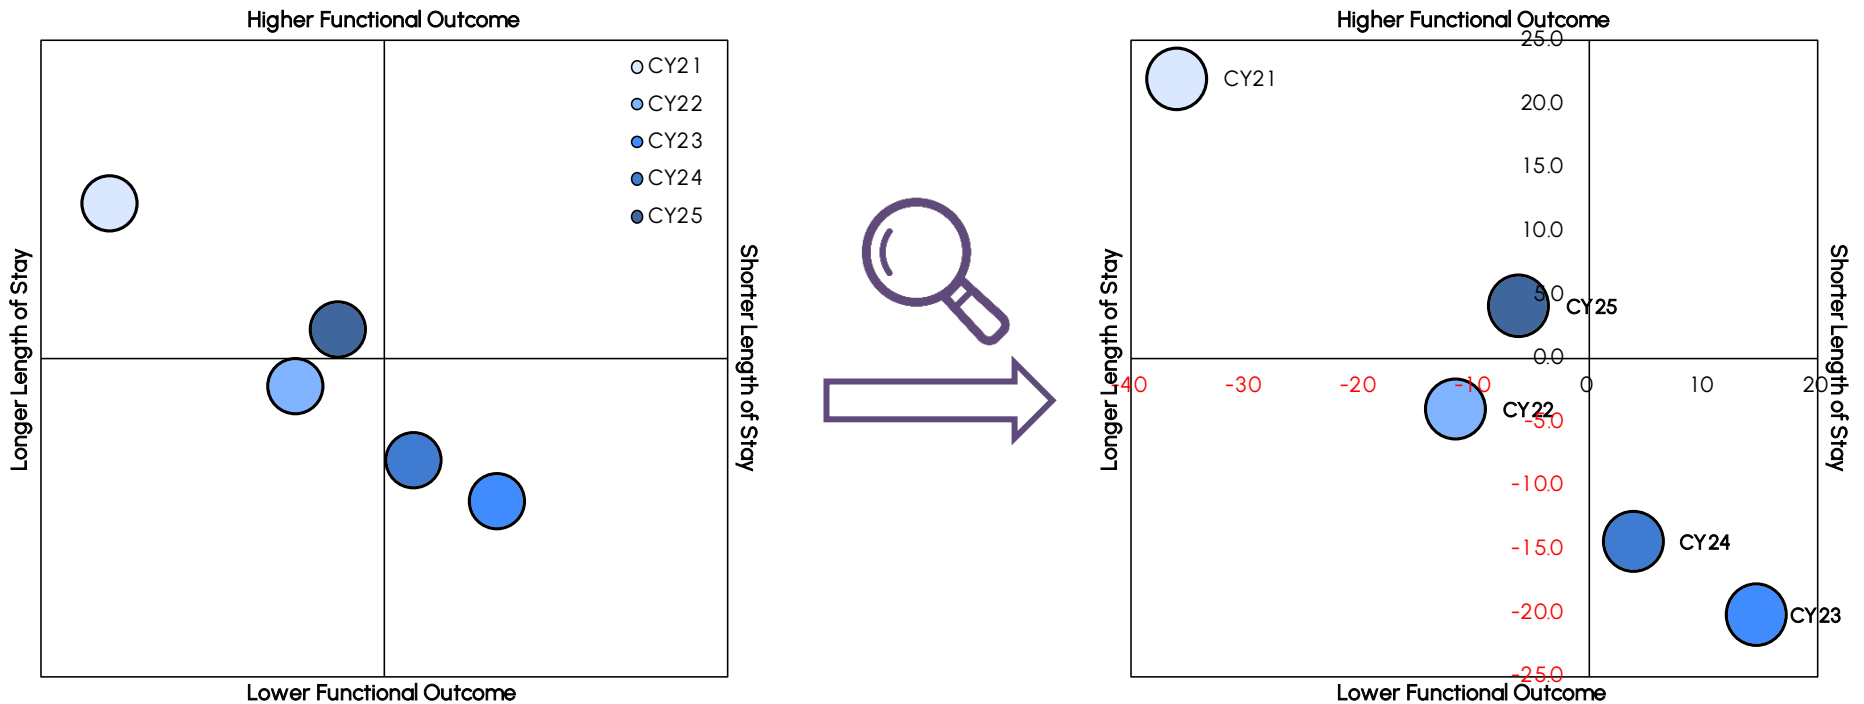 Higher Functional Outcome
CY21
CY22
CY23
CY24
CY25
Longer Length of Stay
Shorter Length of Stay
Lower Functional Outcome
Higher Functional Outcome
25.0
CY21
20.0
15.0
10.0
5.0
CY25
0.0
Longer Length of Stay
Shorter Length of Stay
-40 -30 -20 -10 0 10 20
CY22
-5.0
-10.0
CY24
-15.0
-20.0
CY23
-25.0
Lower Functional Outcome